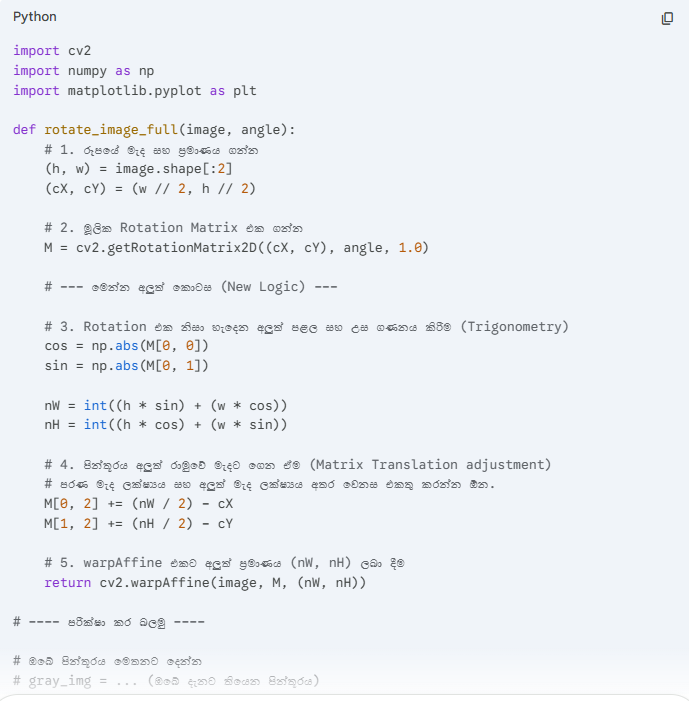 Python
import cv2
import numpy as np
import matplotlib.pyplot as plt
def rotate_image_full(image, angle):
# 1. රූපයේ මැද සහ ප්‍රමාණය ගන්න
(h, w) = image.shape[:2]
(cX, cY) = (w // 2, h // 2)
# 2. මූලික Rotation Matrix එක ගන්න
M = cv2.getRotationMatrix2D((cX, cY), angle, 1.0)
# --- මෙන්න අලුත් කොටස (New Logic) ---
# 3. Rotation එක නිසා හැදෙන අලුත් පළල සහ උස ගණනය කිරීම (Trigonometry)
cos = np.abs(M[0, 0])
sin = np.abs(M[0, 1])
nW = int((h * sin) + (w * cos))
nH = int((h * cos) + (w * sin))
# 4. පින්තූරය අලුත් රාමුවේ මැදට ගෙන ඒම (Matrix Translation adjustment)
# පරණ මැද ලක්ෂ්‍යය සහ අලුත් මැද ලක්ෂ්‍යය අතර වෙනස එකතු කරන්න ඕන.
M[0, 2] += (nW / 2) - cX
M[1, 2] += (nH / 2) - cY
# 5. warpAffine එකට අලුත් ප්‍රමාණය (nW, nH) ලබා දීම
return cv2.warpAffine(image, M, (nW, nH))
# ---- පරීක්ෂා කර බලමු ----
# ඔබේ පින්තූරය මෙතනට දෙන්න
# gray_img = ... (ඔබේ දැනට තියෙන පින්තූරය)